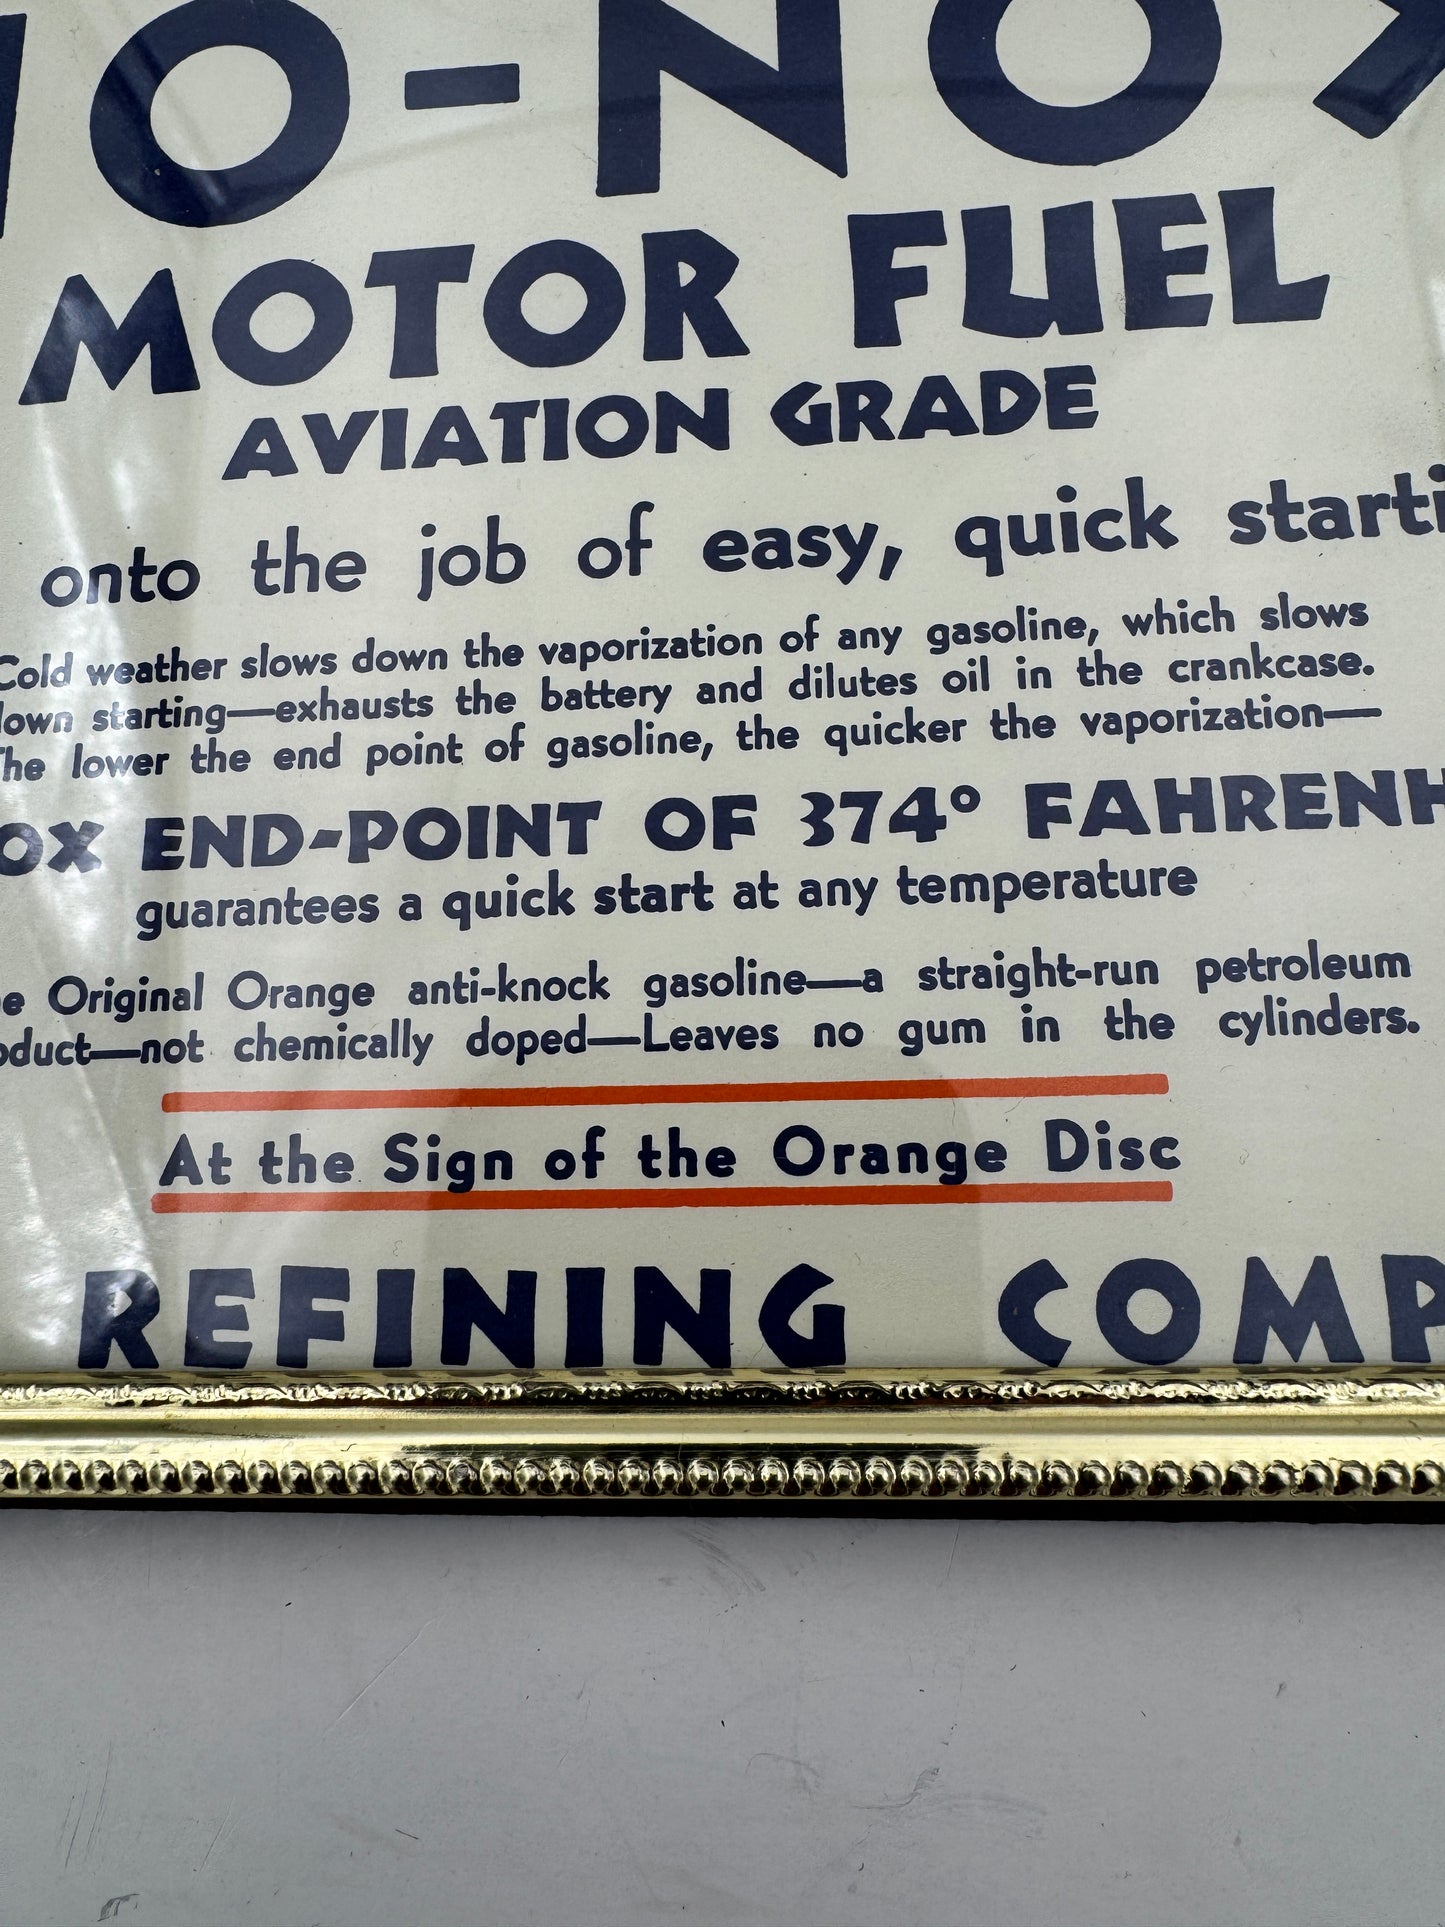 NO-NOX
MOTOR FUEL
AVIATION GRADE
onto the job of easy, quick starti
Cold weather slows down the vaporization of any gasoline, which slows
down starting—exhausts the battery and dilutes oil in the crankcase.
The lower the end point of gasoline, the quicker the vaporization—
OX END-POINT OF 374° FAHRENH
guarantees a quick start at any temperature
e Original Orange anti-knock gasoline—a straight-run petroleum
oduct—not chemically doped—Leaves no gum in the cylinders.
At the Sign of the Orange Disc
REFINING COMP